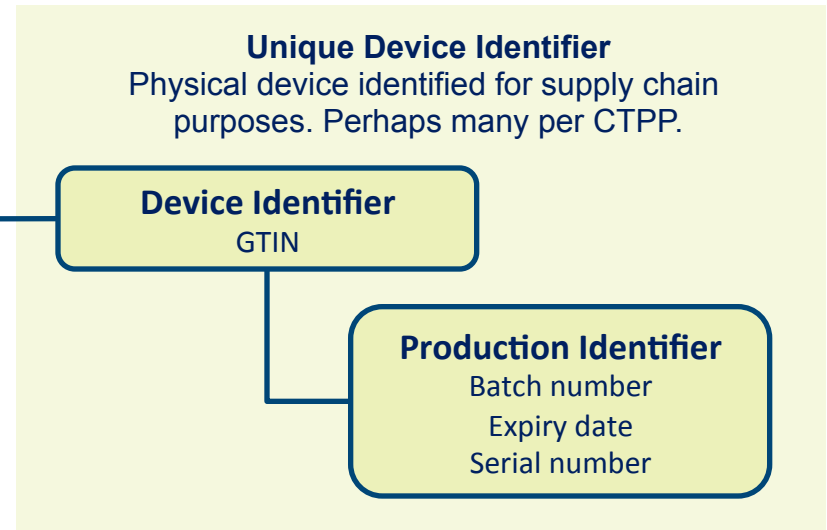 Unique Device Identifier
Physical device identified for supply chain
purposes. Perhaps many per CTPP.
Device Identifier
GTIN
Production Identifier
Batch number
Expiry date
Serial number